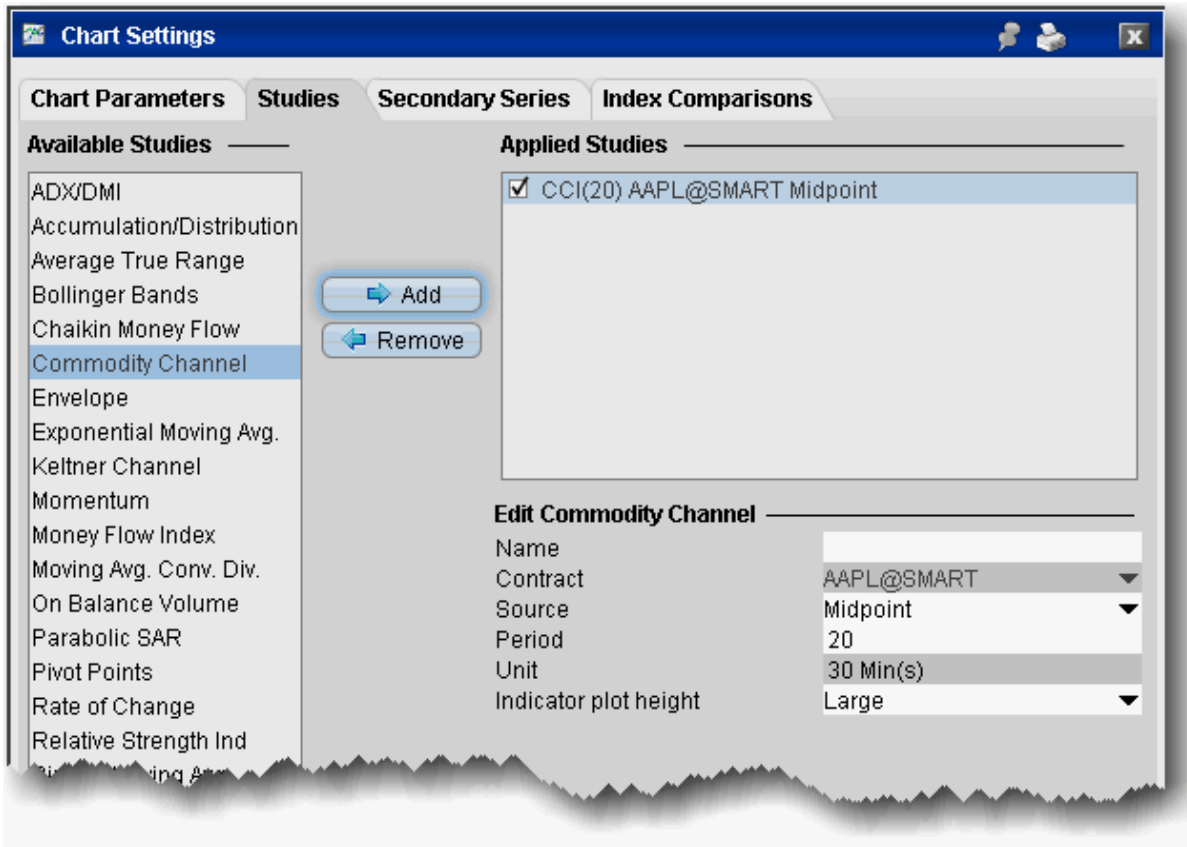 Chart Settings
Chart Parameters Studies Secondary Series Index Comparisons
Available Studies
ADX/DMI
Accumulation/Distribution
Average True Range
Bollinger Bands
Chaikin Money Flow
Commodity Channel
Envelope
Exponential Moving Avg.
Keltner Channel
Momentum
Money Flow Index
Moving Avg. Conv. Div.
On Balance Volume
Parabolic SAR
Pivot Points
Rate of Change
Relative Strength Ind
Add
Remove
Applied Studies
CCI(20) AAPL@SMART Midpoint
Edit Commodity Channel
Name
Contract AAPL@SMART
Source Midpoint
Period 20
Unit 30 Min(s)
Indicator plot height Large